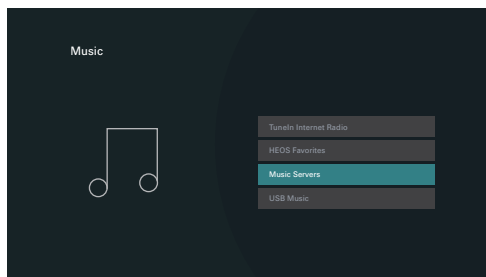 Music
TuneIn Internet Radio
HEOS Favorites
Music Servers
USB Music